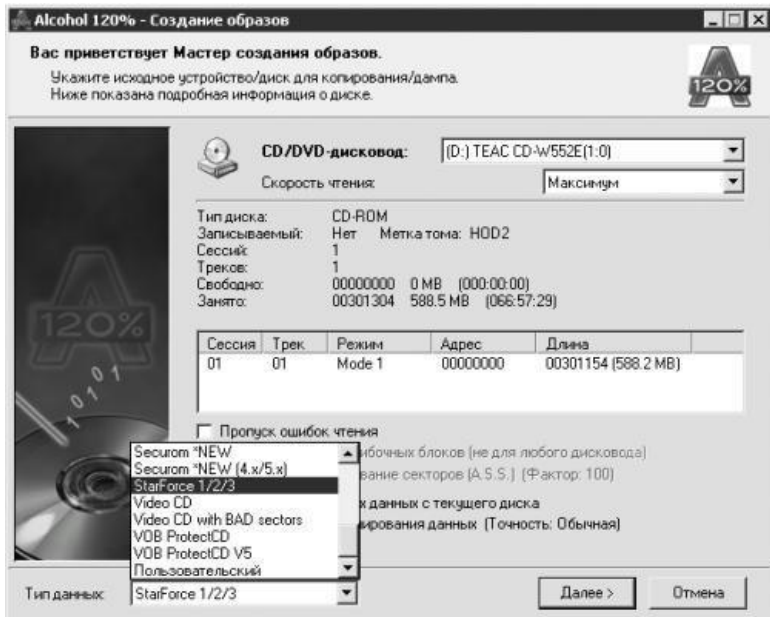 Alcohol 120% - Создание образов
Вас приветствует Мастер создания образов.
Укажите исходное устройство/диск для копирования/дампа.
Ниже показана подробная информация о диске.
120%
CD/DVD-дисковод: (D:) TEAC CD-W552E(1:0)
Скорость чтения: Максимум
Тип диска: CD-ROM
Записываемый: Нет Метка тома: HOD2
Сессий: 1
Треков: 1
Свободно: 00000000 0 MB (000:00:00)
Занято: 00301304 588.5 MB (066:57:29)
120%
10101
Сессия Трек Режим Адрес Длина
01 01 Mode 1 00000000 00301154 (588.2 MB)
Пропуск ошибок чтения
Securom *NEW
ибочных блоков (не для любого дисковода)
Securom *NEW (4.x/5.x)
вание секторов (A.S.S.) (Фактор: 100)
StarForce 1/2/3
Video CD
х данных с текущего диска
Video CD with BAD sectors
ирования данных (Точность: Обычная)
VOB ProtectCD
VOB ProtectCD V5
Пользовательский
Тип данных: StarForce 1/2/3
Далее >
Отмена